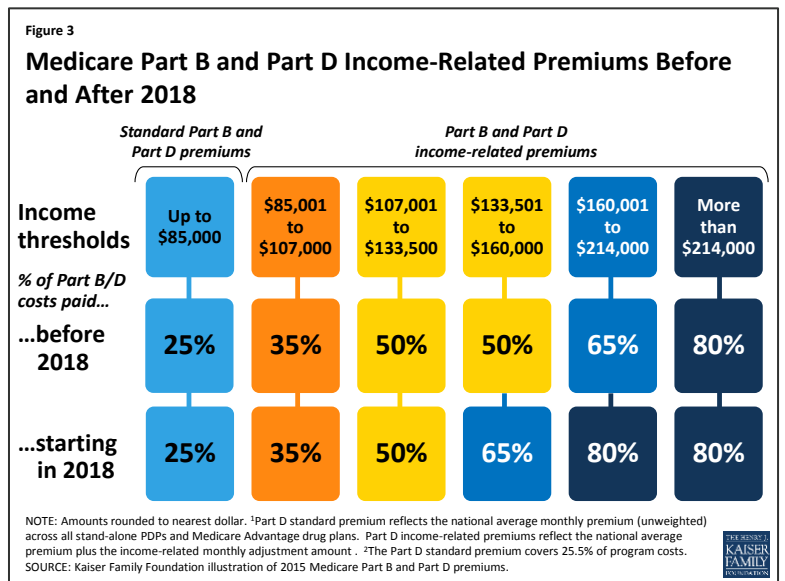 Figure 3
Medicare Part B and Part D Income-Related Premiums Before
and After 2018
Standard Part B and
Part D premiums
Part B and Part D
income-related premiums
Income
thresholds
Up to
$85,000
$85,001
to
$107,000
$107,001
to
$133,500
$133,501
to
$160,000
$160,001
to
$214,000
More
than
$214,000
% of Part B/D
costs paid…
…before
2018
25%
35%
50%
50%
65%
80%
…starting
in 2018
25%
35%
50%
65%
80%
80%
NOTE: Amounts rounded to nearest dollar. ¹Part D standard premium reflects the national average monthly premium (unweighted)
across all stand-alone PDPs and Medicare Advantage drug plans.  Part D income-related premiums reflect the national average
premium plus the income-related monthly adjustment amount .  ²The Part D standard premium covers 25.5% of program costs.
SOURCE: Kaiser Family Foundation illustration of 2015 Medicare Part B and Part D premiums.
THE HENRY J.
KAISER
FAMILY
FOUNDATION